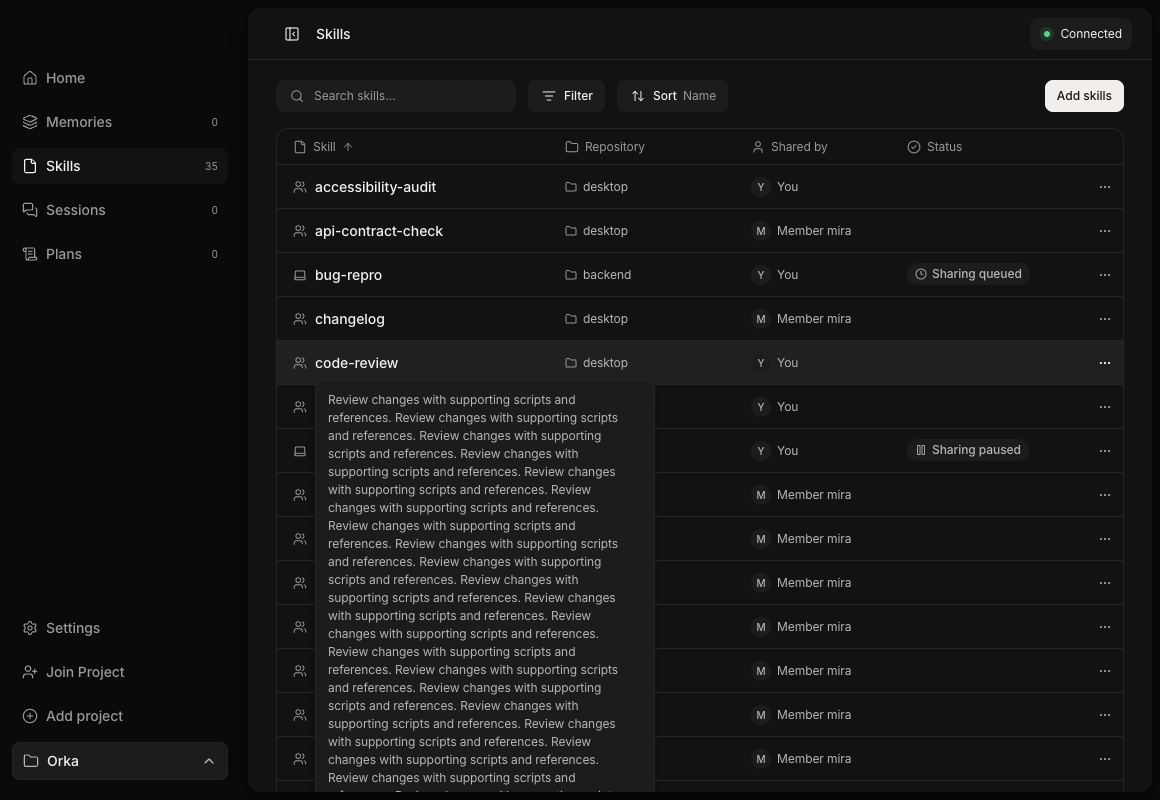 Skills
Connected
Home
Memories 0
Skills 35
Sessions 0
Plans 0
Search skills...
Filter
Sort Name
Add skills
Skill Repository Shared by Status
accessibility-audit desktop Y You
api-contract-check desktop M Member mira
bug-repro backend Y You Sharing queued
changelog desktop M Member mira
code-review desktop Y You
Y You
Y You Sharing paused
M Member mira
M Member mira
M Member mira
M Member mira
M Member mira
M Member mira
M Member mira
Review changes with supporting scripts and
references. Review changes with supporting scripts
and references. Review changes with supporting
scripts and references. Review changes with
supporting scripts and references. Review changes
with supporting scripts and references. Review
changes with supporting scripts and references.
Review changes with supporting scripts and
references. Review changes with supporting scripts
and references. Review changes with supporting
scripts and references. Review changes with
supporting scripts and references. Review changes
with supporting scripts and references. Review
changes with supporting scripts and references.
Review changes with supporting scripts and
references. Review changes with supporting scripts
and references. Review changes with supporting
scripts and references. Review changes with
supporting scripts and references. Review changes
with supporting scripts and references. Review
changes with supporting scripts and references.
Review changes with supporting scripts and
Settings
Join Project
Add project
Orka